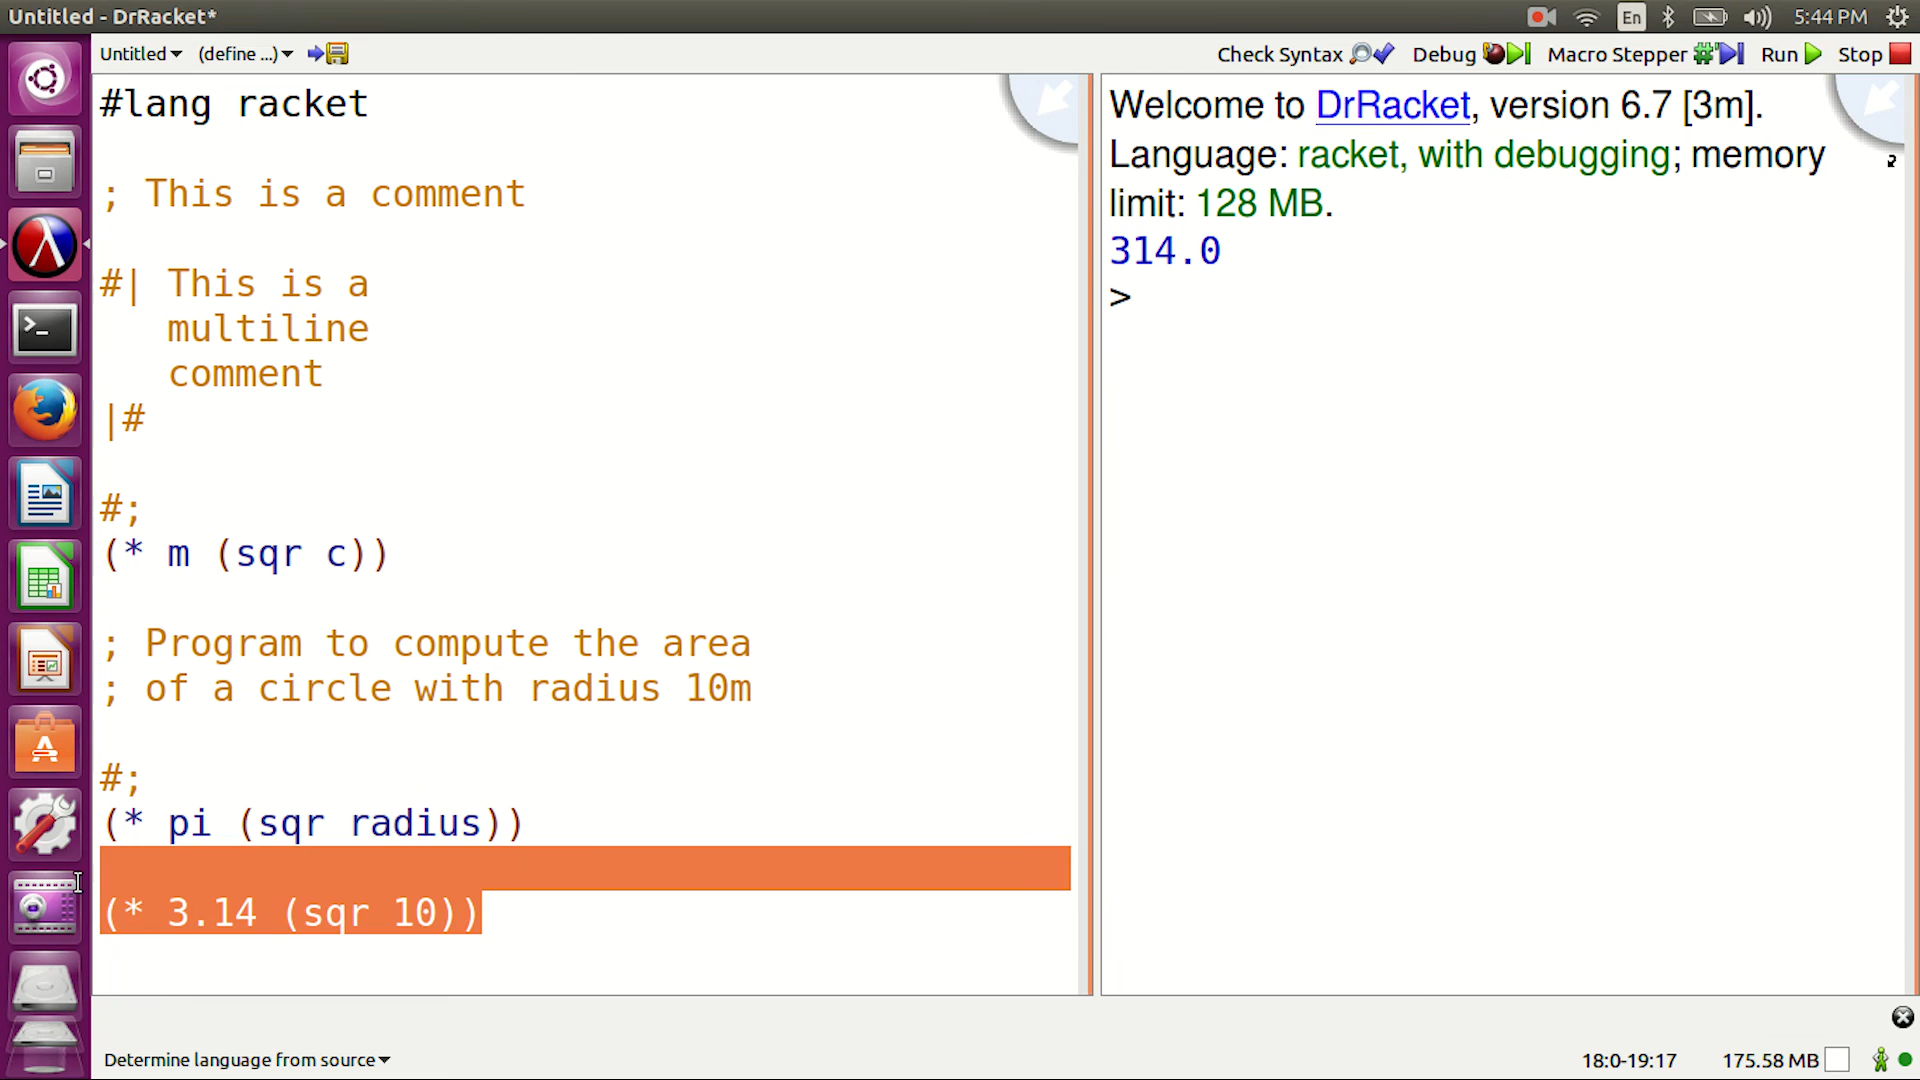 Untitled - DrRacket*
En
5:44 PM
Untitled
(define ...)
Check Syntax
Debug
Macro Stepper
Run
Stop
#lang racket
; This is a comment
#| This is a
multiline
comment
|#
#;
(* m (sqr c))
; Program to compute the area
; of a circle with radius 10m
#;
(* pi (sqr radius))
(* 3.14 (sqr 10))
Welcome to DrRacket, version 6.7 [3m].
Language: racket, with debugging; memory
limit: 128 MB.
314.0
>
Determine language from source
18:0-19:17
175.58 MB